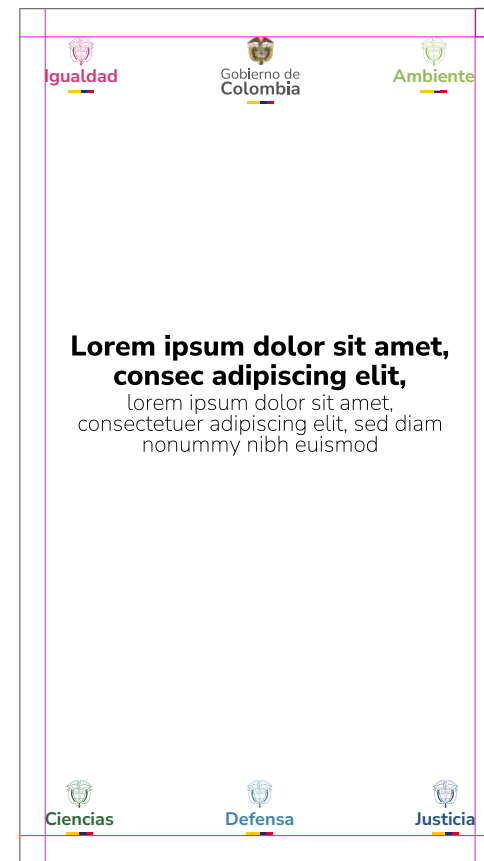 Igualdad
Gobierno de
Colombia
Ambiente
Lorem ipsum dolor sit amet,
consec adipiscing elit,
lorem ipsum dolor sit amet,
consectetuer adipiscing elit, sed diam
nonummy nibh euismod
Ciencias
Defensa
Justicia